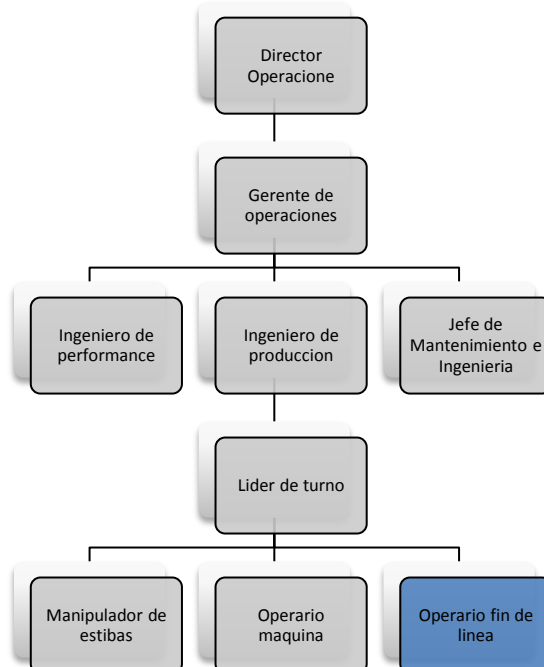 Director
Operacione
Gerente de
operaciones
Ingeniero de
performance
Ingeniero de
produccion
Jefe de
Mantenimiento e
Ingenieria
Lider de turno
Manipulador de
estibas
Operario
maquina
Operario fin de
linea